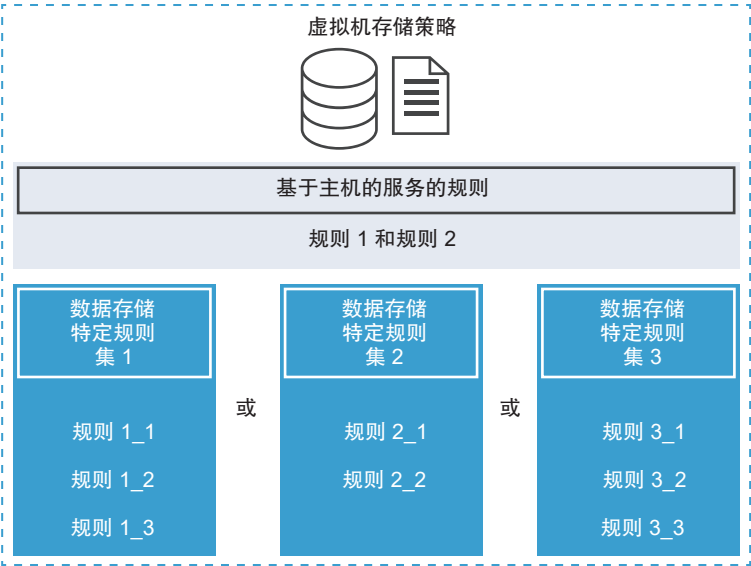 虚拟机存储策略
基于主机的服务的规则
规则 1 和规则 2
数据存储
特定规则
集 1
规则 1_1
规则 1_2
规则 1_3
或
数据存储
特定规则
集 2
规则 2_1
规则 2_2
或
数据存储
特定规则
集 3
规则 3_1
规则 3_2
规则 3_3